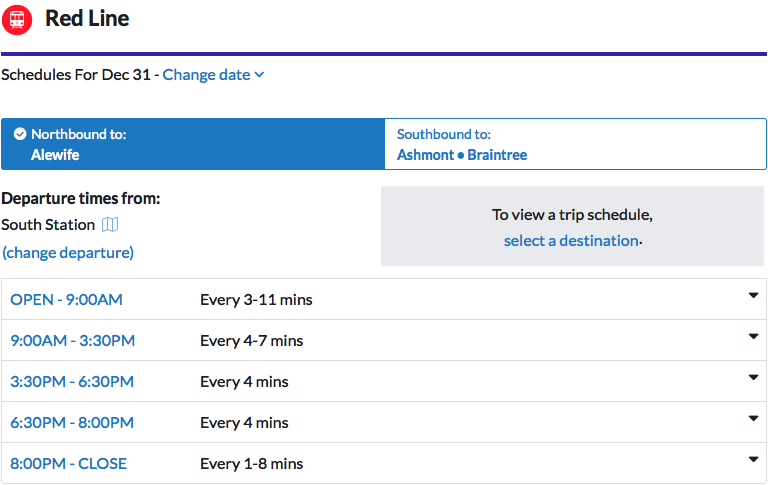 Red Line
Schedules For Dec 31 - Change date
Northbound to:
Alewife
Southbound to:
Ashmont • Braintree
Departure times from:
South Station
(change departure)
To view a trip schedule,
select a destination.
OPEN - 9:00AM Every 3-11 mins
9:00AM - 3:30PM Every 4-7 mins
3:30PM - 6:30PM Every 4 mins
6:30PM - 8:00PM Every 4 mins
8:00PM - CLOSE Every 1-8 mins